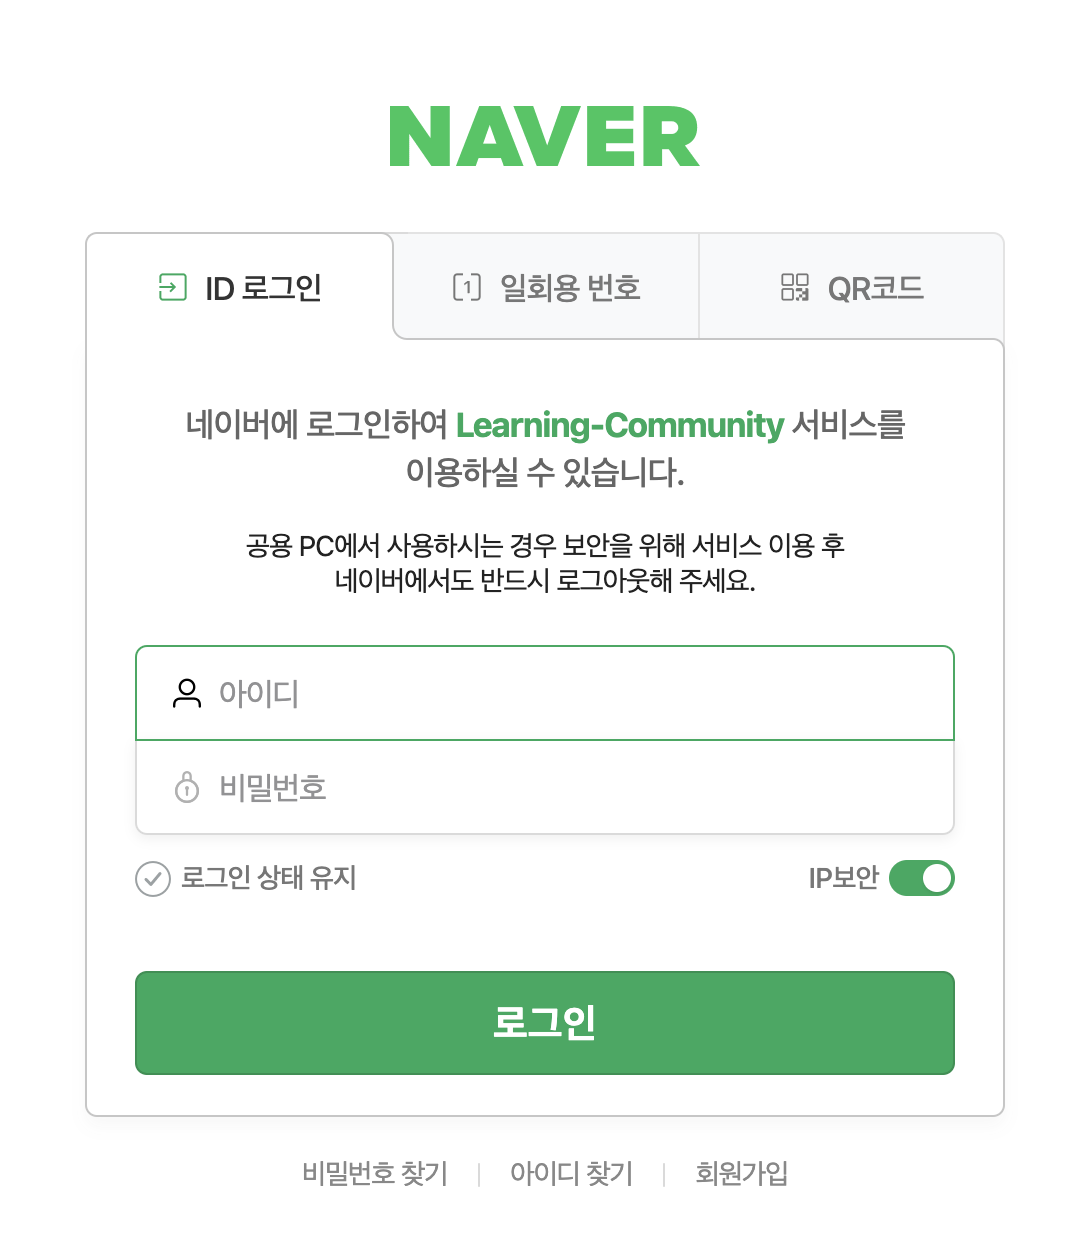 NAVER
ID 로그인
1 일회용 번호
QR코드
네이버에 로그인하여 Learning-Community 서비스를
이용하실 수 있습니다.
공용 PC에서 사용하시는 경우 보안을 위해 서비스 이용 후
네이버에서도 반드시 로그아웃해 주세요.
아이디
비밀번호
로그인 상태 유지
IP보안
로그인
비밀번호 찾기
아이디 찾기
회원가입